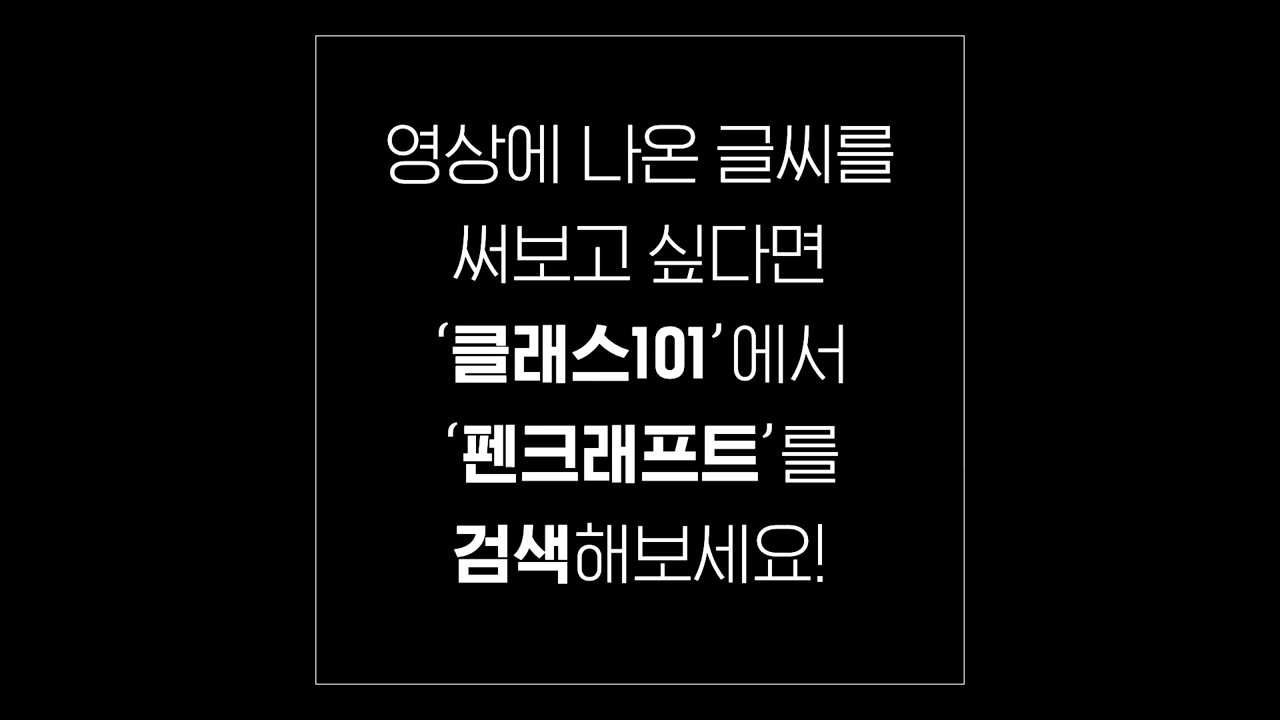 영상에 나온 글씨를
써보고 싶다면
‘클래스101’에서
‘펜크래프트’를
검색해보세요!